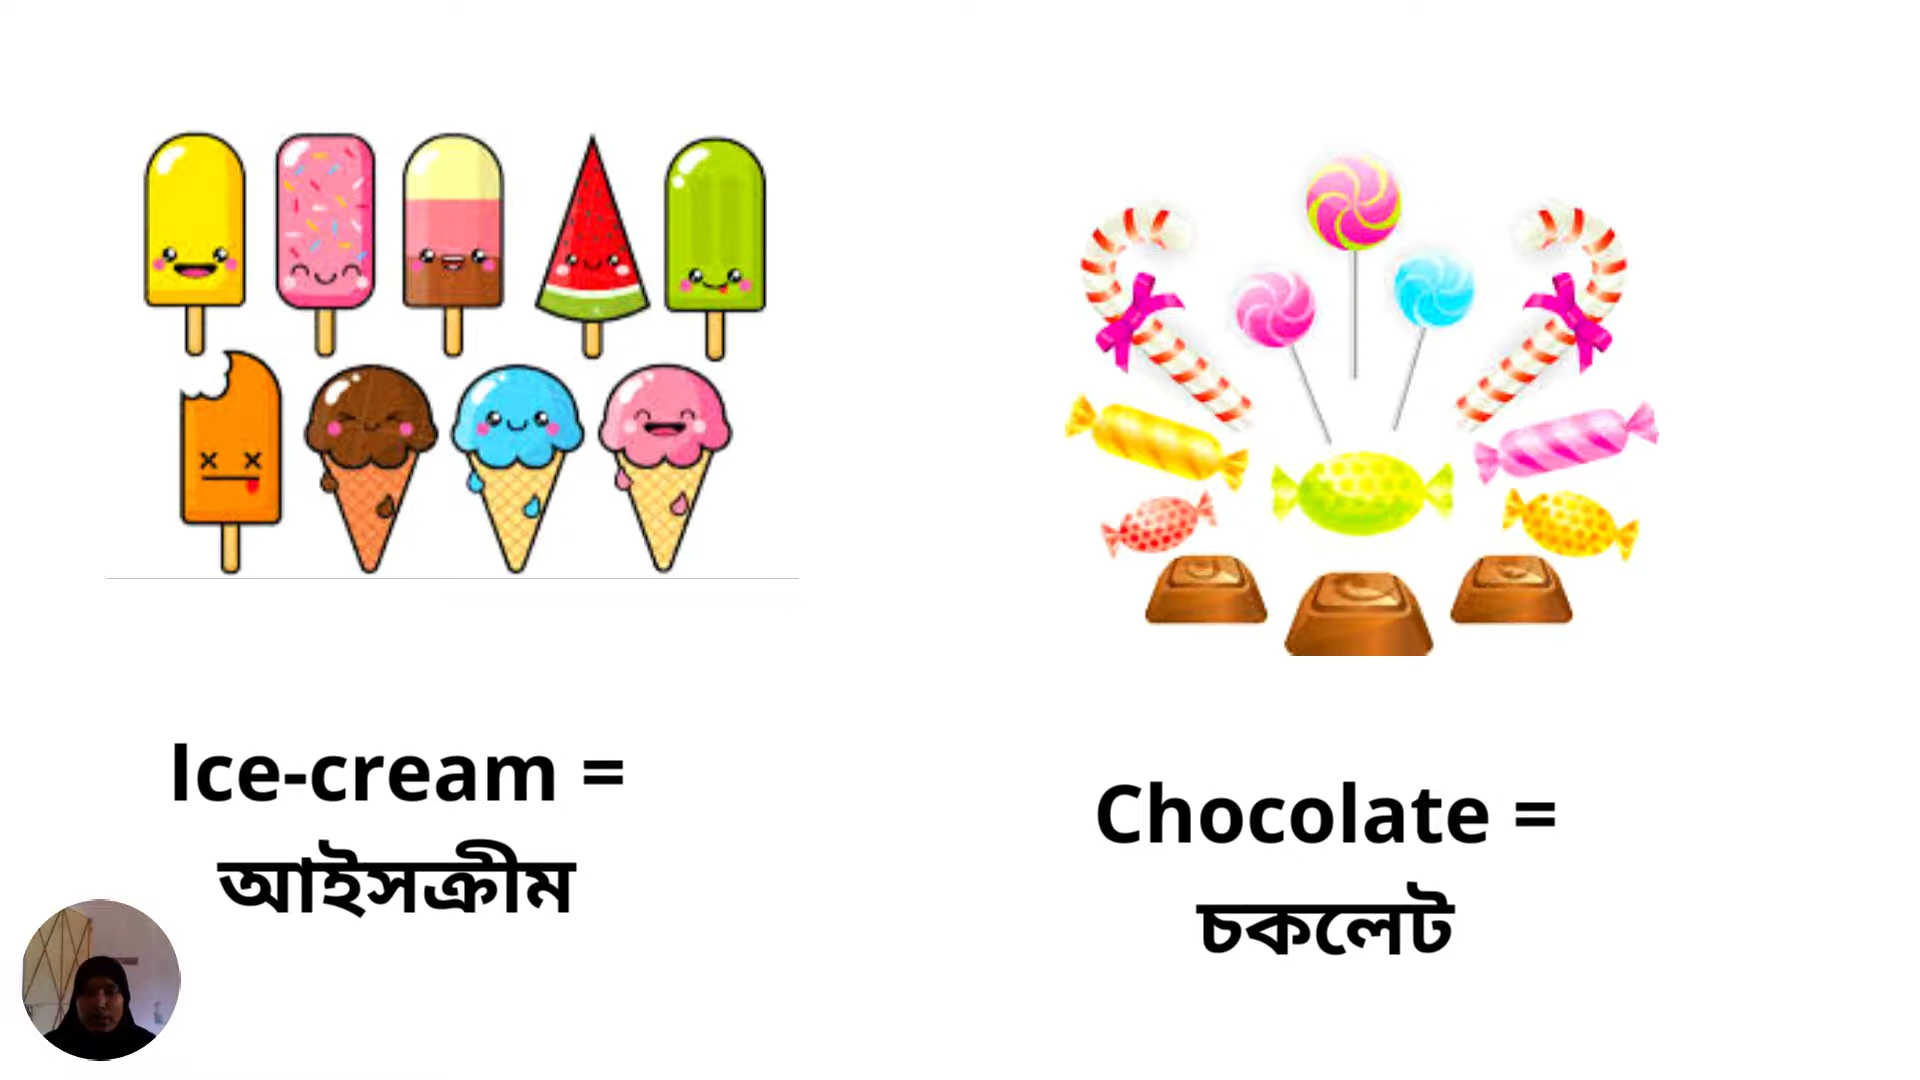 Ice-cream =
আইসক্রীম
Chocolate =
চকলেট